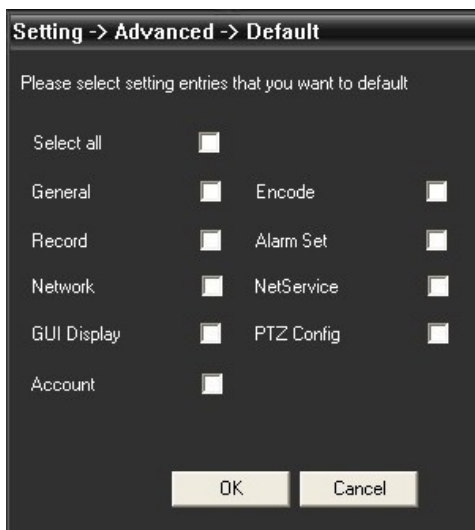 Setting -> Advanced -> Default
Please select setting entries that you want to default
Select all
General Encode
Record Alarm Set
Network NetService
GUI Display PTZ Config
Account
OK Cancel